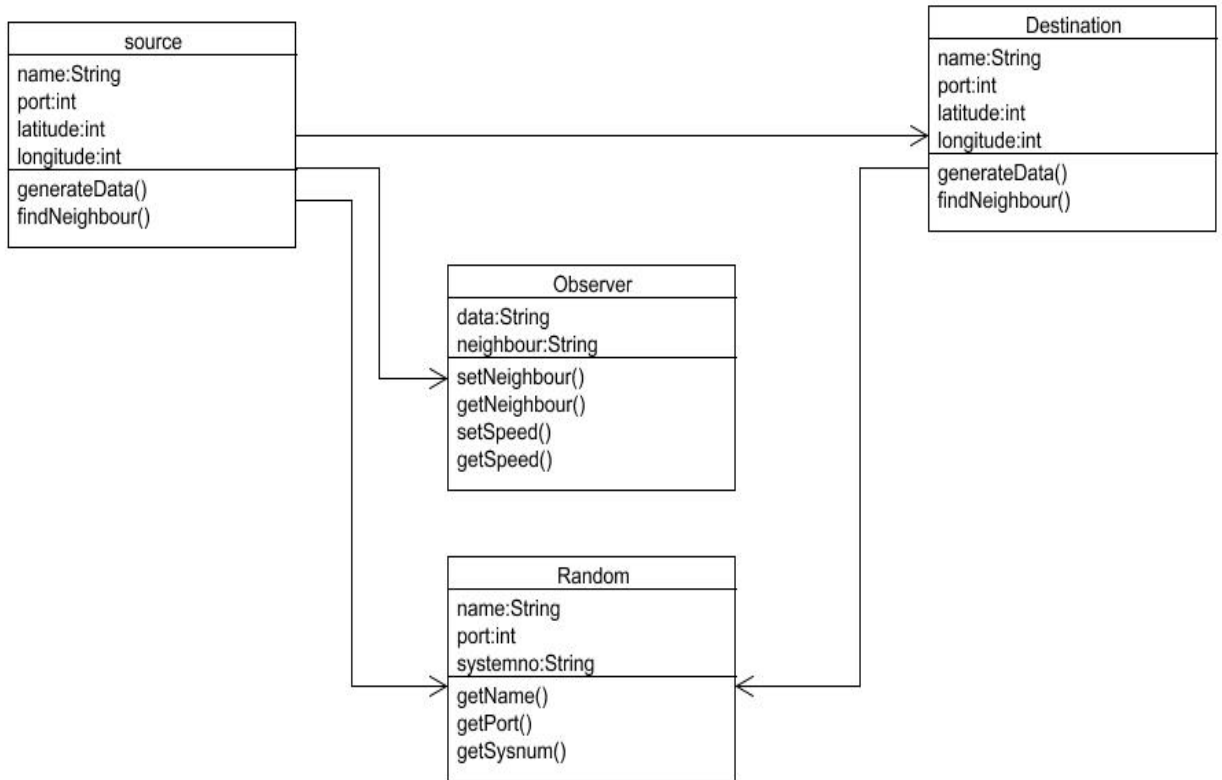 source
name:String
port:int
latitude:int
longitude:int
generateData()
findNeighbour()
Destination
name:String
port:int
latitude:int
longitude:int
generateData()
findNeighbour()
Observer
data:String
neighbour:String
setNeighbour()
getNeighbour()
setSpeed()
getSpeed()
Random
name:String
port:int
systemno:String
getName()
getPort()
getSysnum()